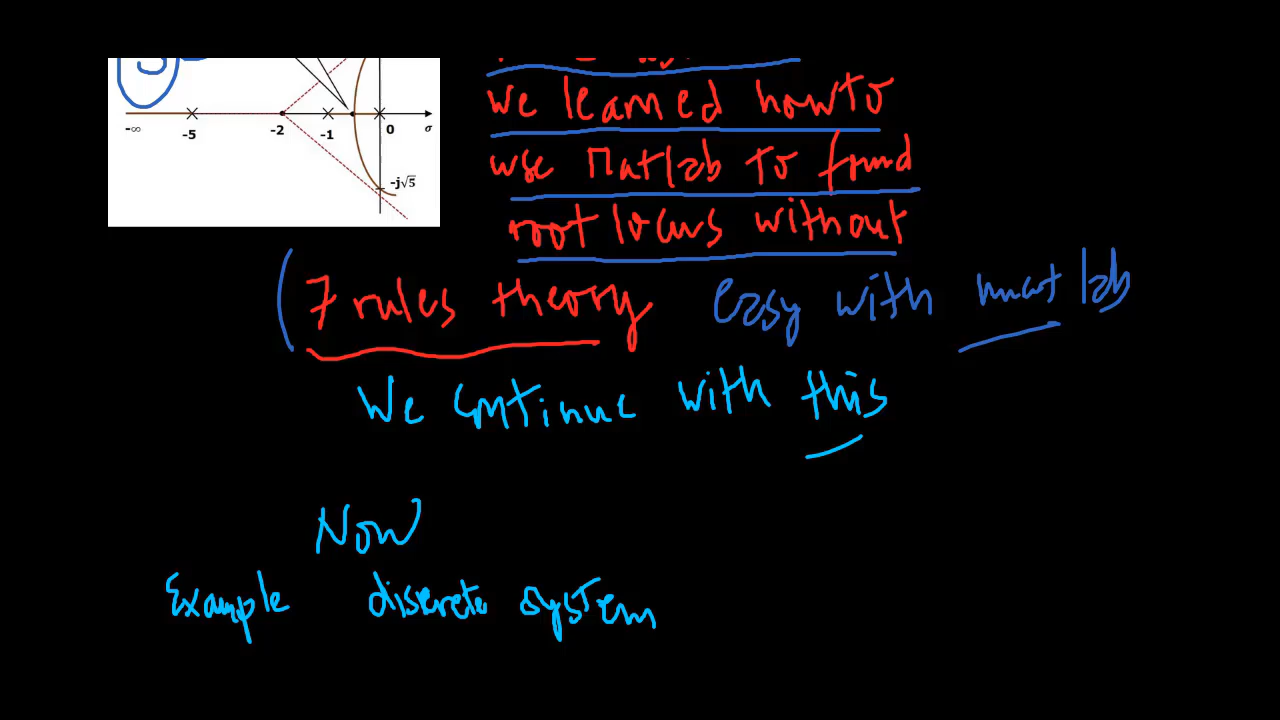 we learned how to
-∞ -5 -2 -1 0 σ
use Matlab to found
-j√5
root locus without
( 7 rules theory easy with matlab
We continue with this
Now
Example discrete system